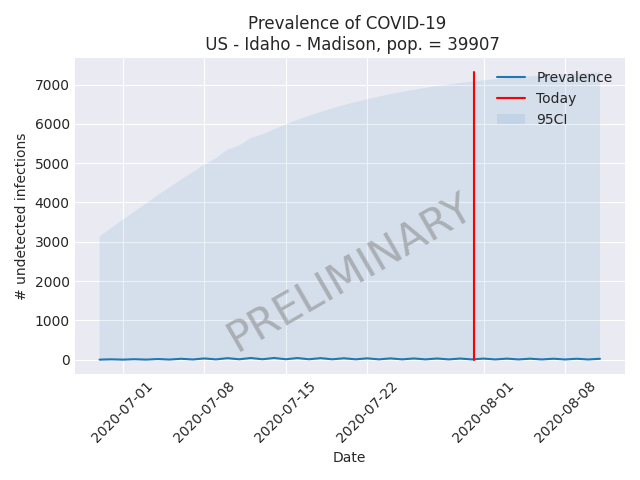 Prevalence of COVID-19
US - Idaho - Madison, pop. = 39907
7000
6000
5000
4000
3000
2000
1000
0
# undetected infections
Prevalence
Today
95CI
PRELIMINARY
2020-07-01
2020-07-08
2020-07-15
2020-07-22
2020-08-01
2020-08-08
Date